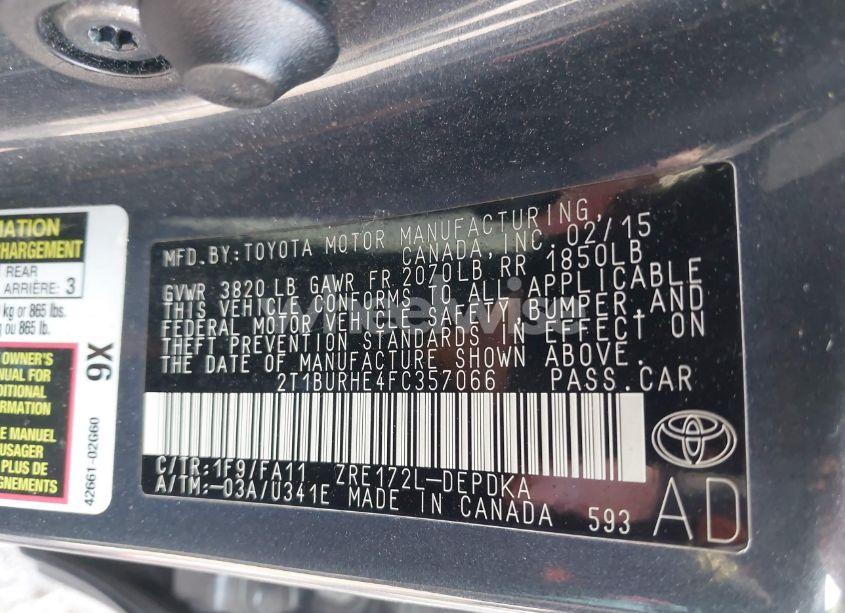 MFD.BY:TOYOTA MOTOR MANUFACTURING,
CANADA,INC. 02/15
GVWR 3820 LB GAWR FR 2070LB RR 1850LB
THIS VEHICLE CONFORMS TO ALL APPLICABLE
FEDERAL MOTOR VEHICLE SAFETY, BUMPER, AND
THEFT PREVENTION STANDARDS IN EFFECT ON
THE DATE OF MANUFACTURE SHOWN ABOVE.
2T1BURHE4FC357066 PASS.CAR
C/TR:1F9/FA11 ZRE172L-DEPDKA
A/TM:-03A/U341E MADE IN CANADA 593
AD
MATION
HARGEMENT
REAR
ARRIÈRE: 3
kg or 865 lbs.
ou 865 lb.
OWNER'S
NUAL FOR
DITIONAL
ORMATION
E MANUEL
USAGER
PLUS DE
9X
42661-02G60